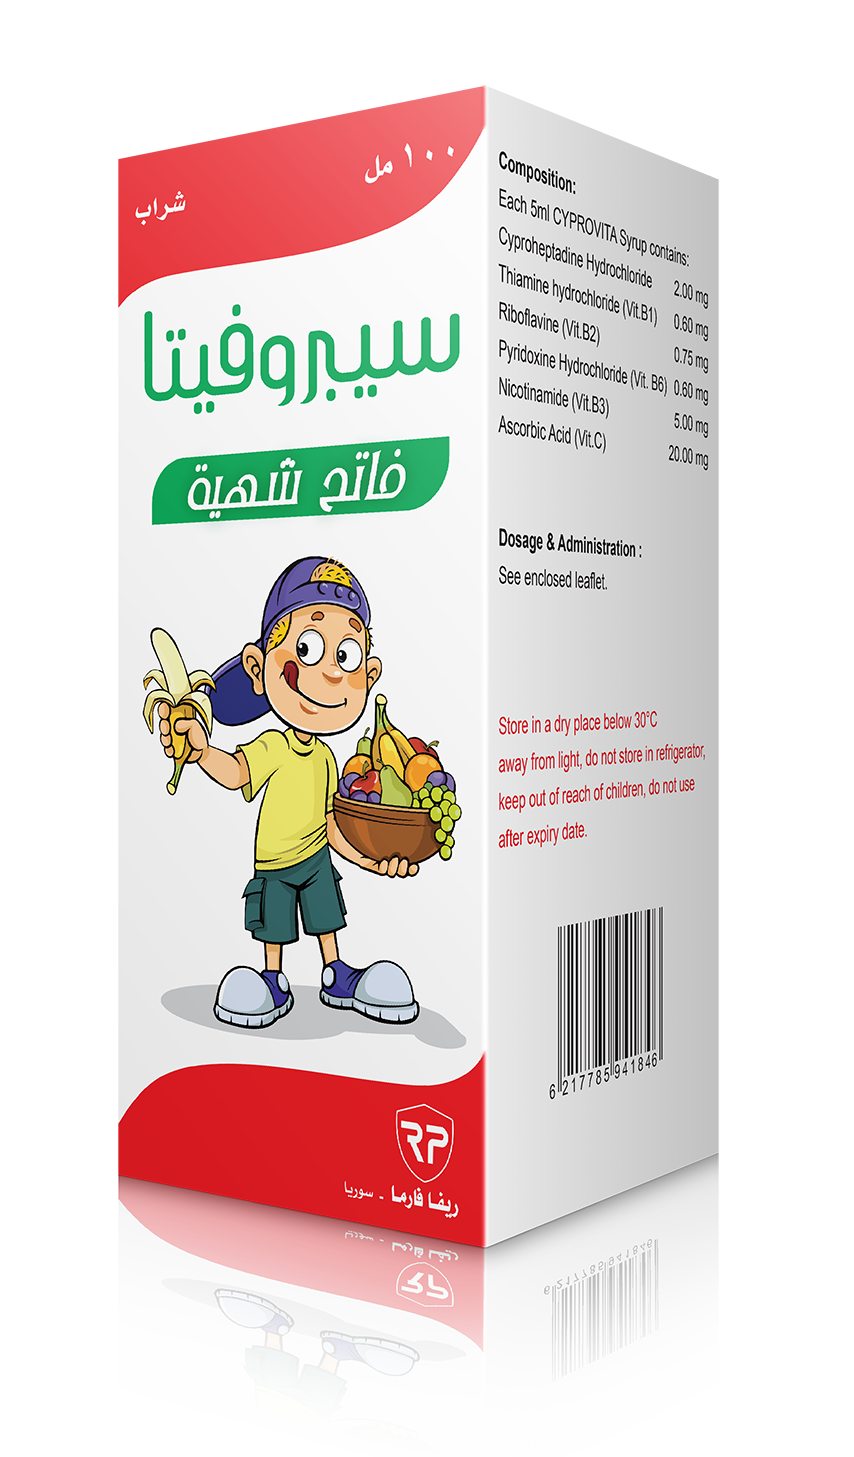 ١٠٠ مل
شراب
سيبروفيتا
فاتح شهية
RP
ريفا فارما - سوريا
Composition:
Each 5ml CYPROVITA Syrup contains:
Cyproheptadine Hydrochloride 2.00 mg
Thiamine hydrochloride (Vit.B1) 0.60 mg
Riboflavine (Vit.B2) 0.75 mg
Pyridoxine Hydrochloride (Vit. B6) 0.60 mg
Nicotinamide (Vit.B3) 5.00 mg
Ascorbic Acid (Vit.C) 20.00 mg
Dosage & Administration :
See enclosed leaflet.
Store in a dry place below 30°C
away from light, do not store in refrigerator,
keep out of reach of children, do not use
after expiry date.
6 217785 941846